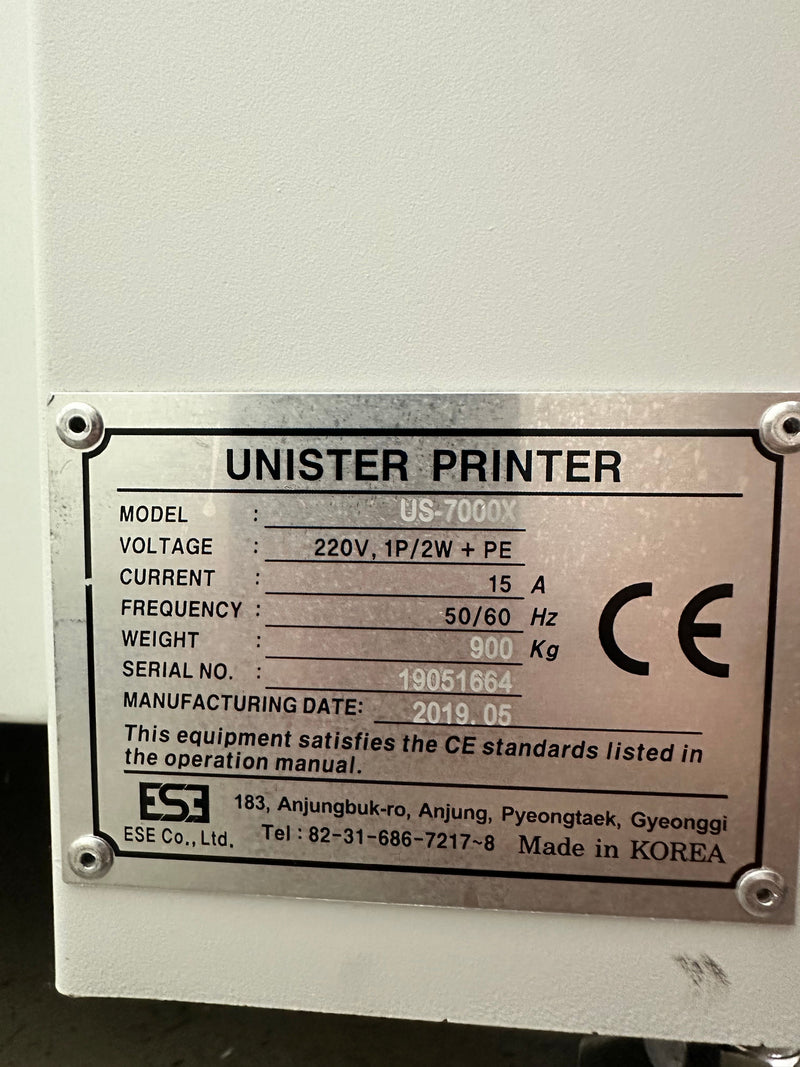 UNISTER PRINTER
MODEL : US-7000X
VOLTAGE : 220V, 1P/2W + PE
CURRENT : 15 A
FREQUENCY : 50/60 Hz
WEIGHT : 900 Kg
SERIAL NO. : 19051664
MANUFACTURING DATE: 2019.05
CE
This equipment satisfies the CE standards listed in
the operation manual.
ESE 183, Anjungbuk-ro, Anjung, Pyeongtaek, Gyeonggi
ESE Co., Ltd. Tel : 82-31-686-7217~8 Made in KOREA